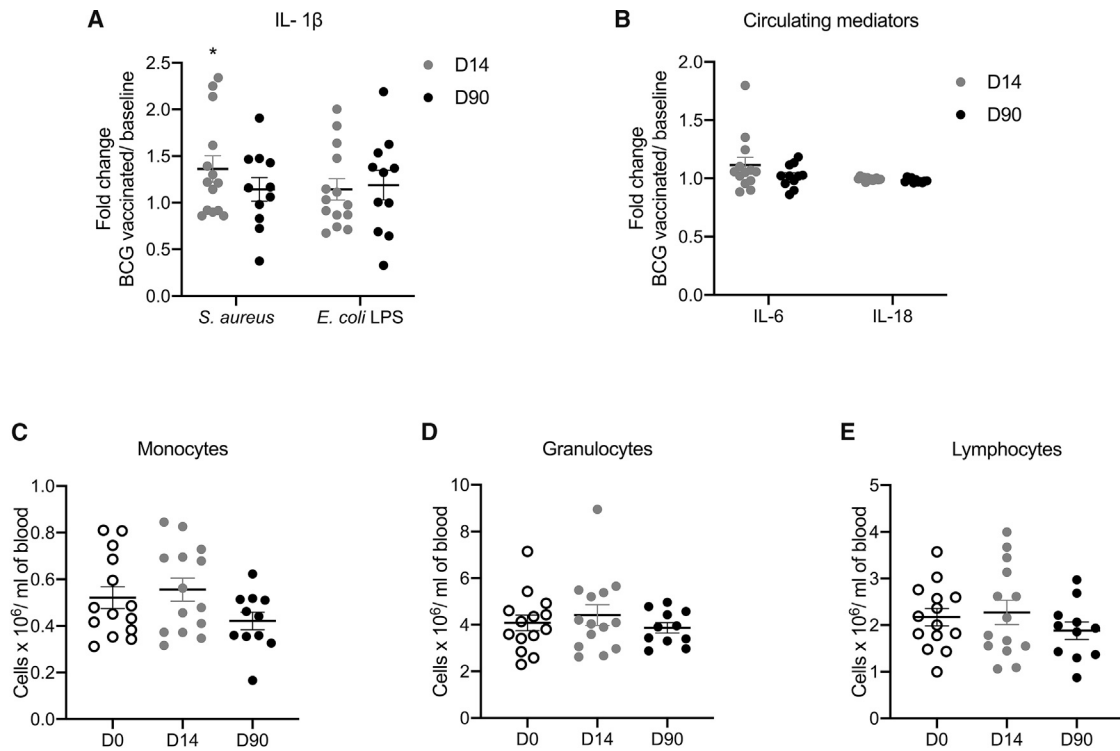 A
IL- 1β
*
D14
D90
Fold change
BCG vaccinated/ baseline
2.5
2.0
1.5
1.0
0.5
0.0
S. aureus
E. coli LPS
B
Circulating mediators
D14
D90
Fold change
BCG vaccinated/ baseline
2.0
1.5
1.0
0.5
0.0
IL-6
IL-18
C
Monocytes
Cells x 10⁶/ ml of blood
1.0
0.8
0.6
0.4
0.2
0.0
D0
D14
D90
D
Granulocytes
Cells x 10⁶/ ml of blood
10
8
6
4
2
0
D0
D14
D90
E
Lymphocytes
Cells x 10⁶/ ml of blood
5
4
3
2
1
0
D0
D14
D90